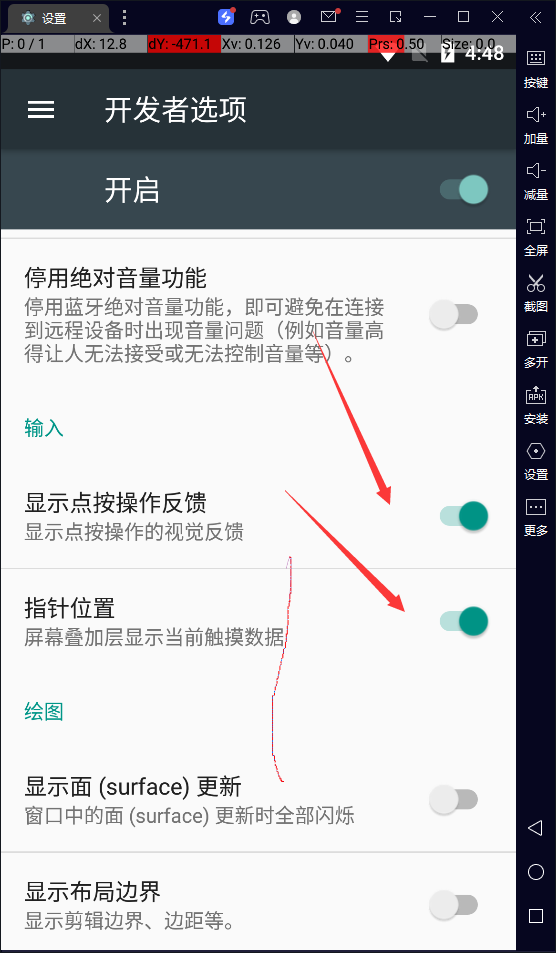 设置
P: 0 / 1 dX: 12.8 dY: -471.1 Xv: 0.126 Yv: 0.040 Prs: 0.50 Size: 0.0
4:48
开发者选项
开启
停用绝对音量功能
停用蓝牙绝对音量功能，即可避免在连接
到远程设备时出现音量问题（例如音量高
得让人无法接受或无法控制音量等）。
输入
显示点按操作反馈
显示点按操作的视觉反馈
指针位置
屏幕叠加层显示当前触摸数据
绘图
显示面 (surface) 更新
窗口中的面 (surface) 更新时全部闪烁
显示布局边界
显示剪辑边界、边距等。
按键
加量
减量
全屏
截图
多开
APK
安装
设置
更多